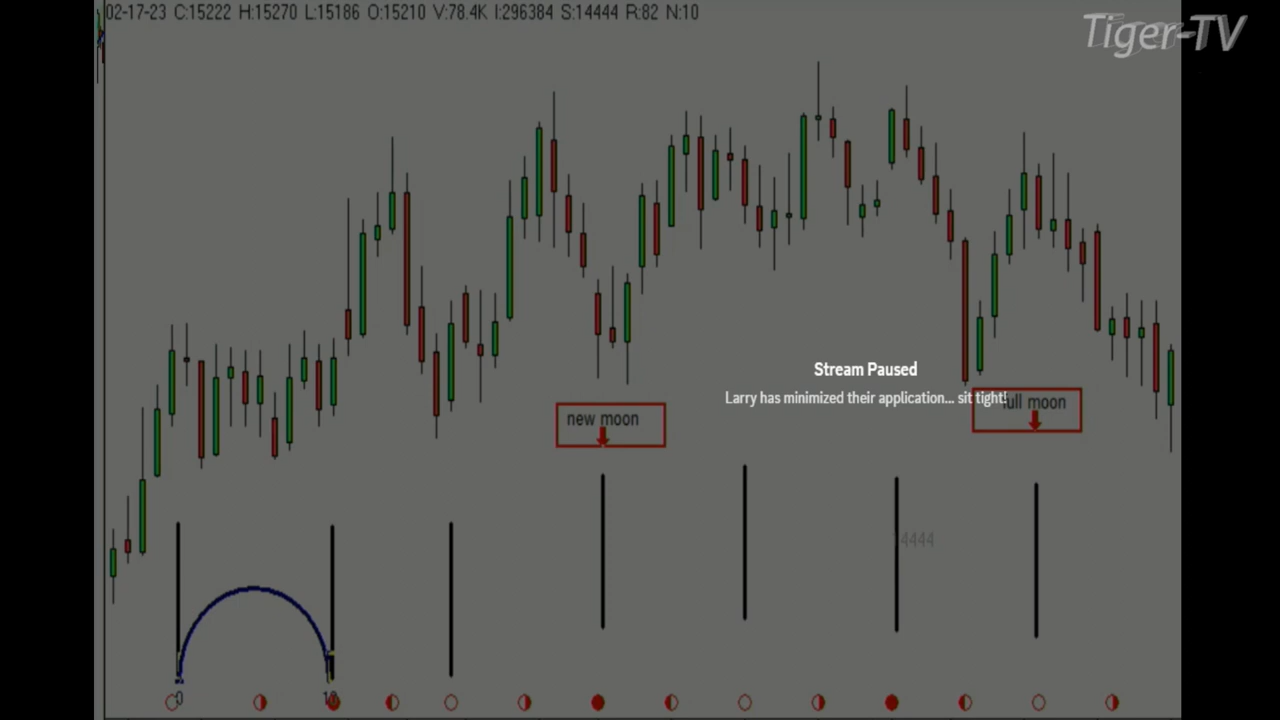 02-17-23 C:15222 H:15270 L:15186 O:15210 V:78.4K I:296384 S:14444 R:82 N:10
Tiger-TV
Stream Paused
Larry has minimized their application... sit tight!
full moon
new moon
4444
0
10